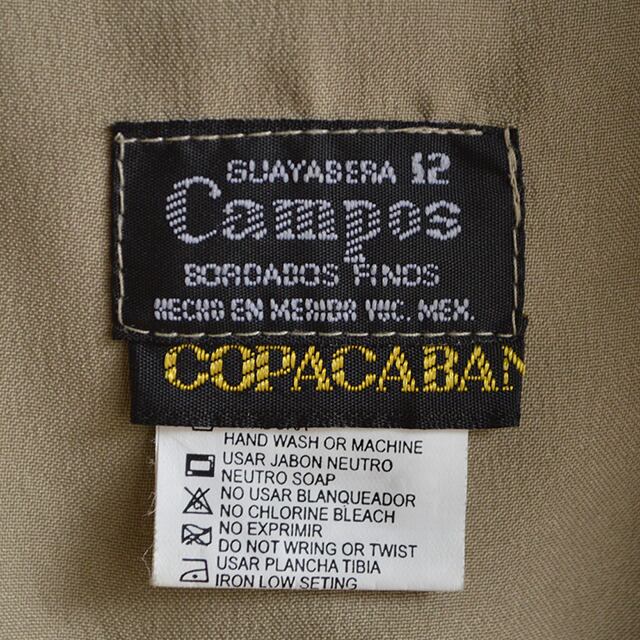 GUAYABERA 12
Campos
BORDADOS FINOS
HECHO EN MERIDA YUC. MEX.
COPACABAN
HAND WASH OR MACHINE
USAR JABON NEUTRO
NEUTRO SOAP
NO USAR BLANQUEADOR
NO CHLORINE BLEACH
NO EXPRIMIR
DO NOT WRING OR TWIST
USAR PLANCHA TIBIA
IRON LOW SETING